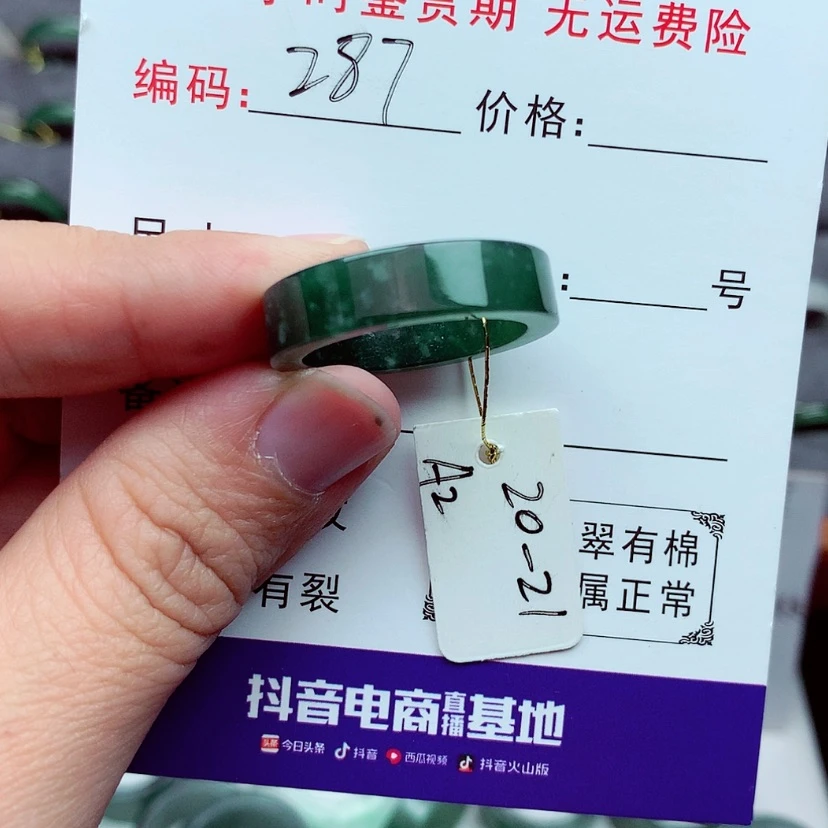 鉴赏期 无运费险
编码: 287 价格:
: 号
A2
20-21
翠有棉
有裂
属正常
抖音电商直播基地
头条 今日头条 抖音 西瓜视频 抖音火山版